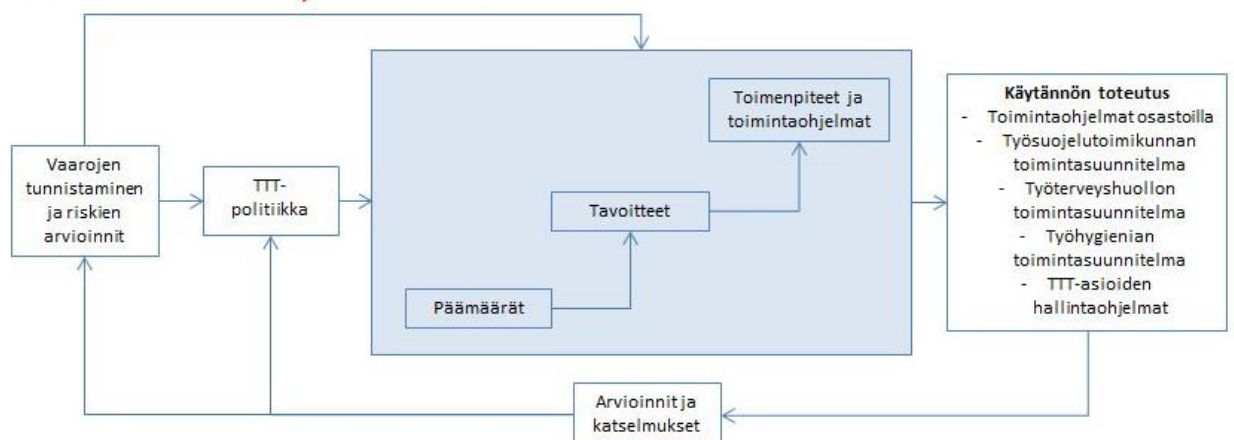 Vaarojen
tunnistaminen
ja riskien
arvioinnit
TTT-
politiikka
Päämäärät
Tavoitteet
Toimenpiteet ja
toimintaohjelmat
Käytännön toteutus
- Toimintaohjelmat osastoilla
- Työsuojelutoimikunnan
toimintasuunnitelma
- Työterveyshuollon
toimintasuunnitelma
- Työhygienian
toimintasuunnitelma
- TTT-asioiden
hallintaohjelmat
Arvioinnit ja
katselmukset